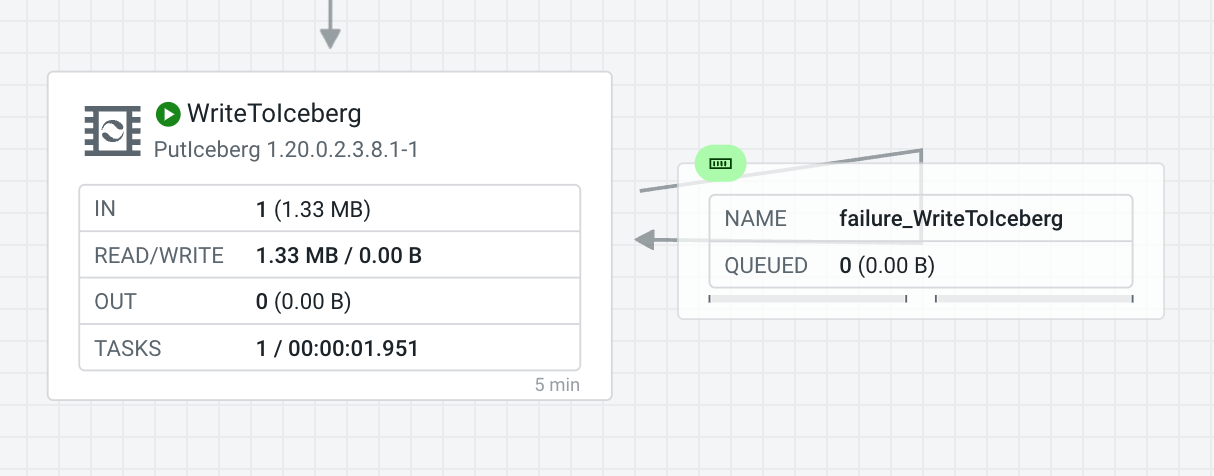 WriteToIceberg
PutIceberg 1.20.0.2.3.8.1-1
IN 1 (1.33 MB)
READ/WRITE 1.33 MB / 0.00 B
OUT 0 (0.00 B)
TASKS 1 / 00:00:01.951
5 min
NAME failure_WriteToIceberg
QUEUED 0 (0.00 B)